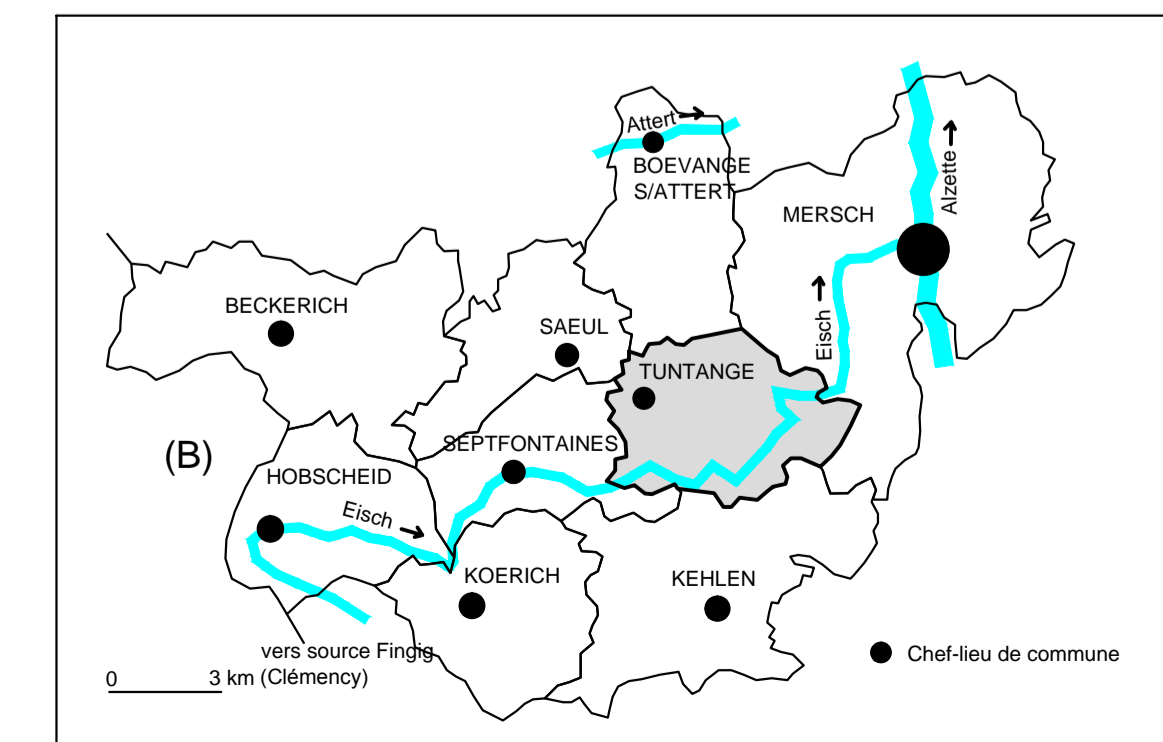 Attert
BOEVANGE
S/ATTERT
Alzette
MERSCH
BECKERICH
SAEUL
Eisch
TUNTANGE
SEPTFONTAINES
(B)
HOBSCHEID
Eisch
KOERICH
KEHLEN
vers source Fingig
(Clémency)
0 3 km
Chef-lieu de commune